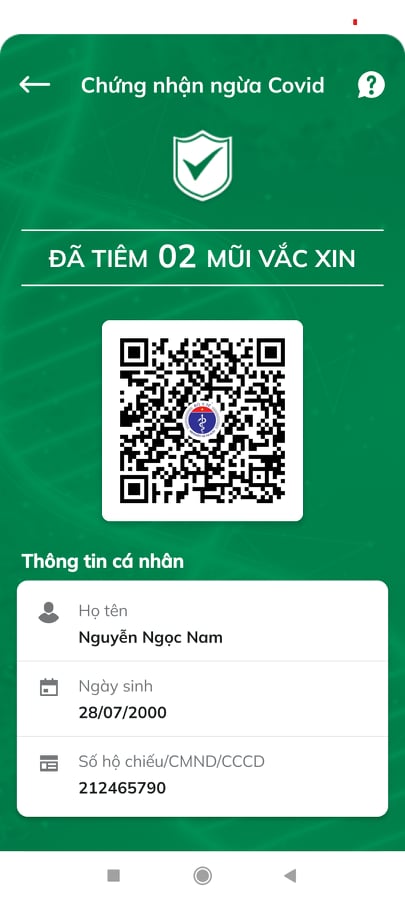 Chứng nhận ngừa Covid
ĐÃ TIÊM 02 MŨI VẮC XIN
Thông tin cá nhân
Họ tên
Nguyễn Ngọc Nam
Ngày sinh
28/07/2000
Số hộ chiếu/CMND/CCCD
212465790